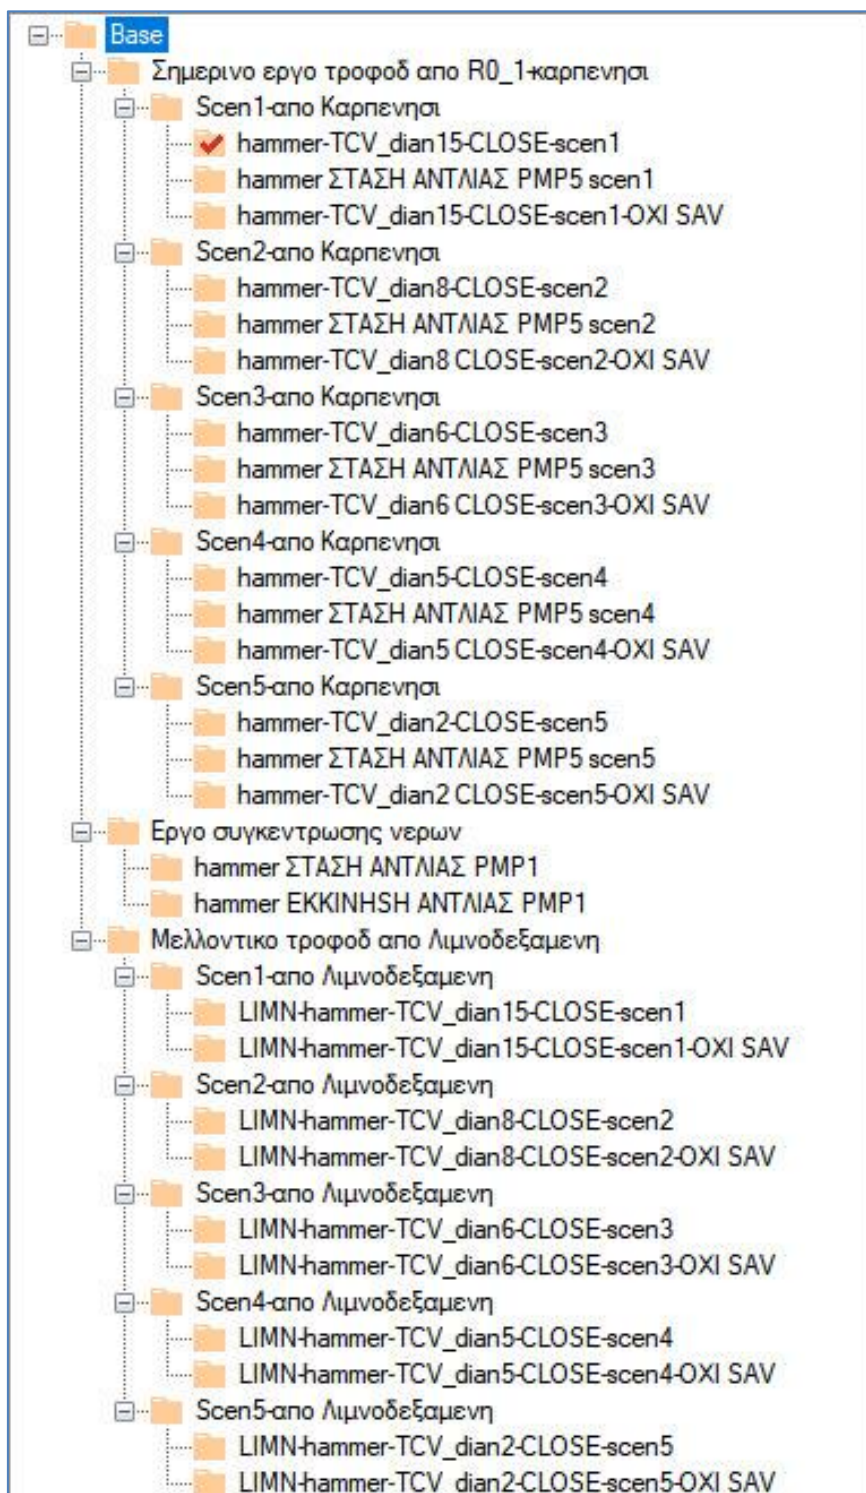 Base
Σημερινο εργο τροφοδ απο R0_1-καρπενησι
Scen1-απο Καρπενησι
hammer-TCV_dian15-CLOSE-scen1
hammer ΣΤΑΣΗ ΑΝΤΛΙΑΣ PMP5 scen1
hammer-TCV_dian15-CLOSE-scen1-OXI SAV
Scen2-απο Καρπενησι
hammer-TCV_dian8-CLOSE-scen2
hammer ΣΤΑΣΗ ΑΝΤΛΙΑΣ PMP5 scen2
hammer-TCV_dian8 CLOSE-scen2-OXI SAV
Scen3-απο Καρπενησι
hammer-TCV_dian6-CLOSE-scen3
hammer ΣΤΑΣΗ ΑΝΤΛΙΑΣ PMP5 scen3
hammer-TCV_dian6 CLOSE-scen3-OXI SAV
Scen4-απο Καρπενησι
hammer-TCV_dian5-CLOSE-scen4
hammer ΣΤΑΣΗ ΑΝΤΛΙΑΣ PMP5 scen4
hammer-TCV_dian5 CLOSE-scen4-OXI SAV
Scen5-απο Καρπενησι
hammer-TCV_dian2-CLOSE-scen5
hammer ΣΤΑΣΗ ΑΝΤΛΙΑΣ PMP5 scen5
hammer-TCV_dian2 CLOSE-scen5-OXI SAV
Εργο συγκεντρωσης νερων
hammer ΣΤΑΣΗ ΑΝΤΛΙΑΣ PMP1
hammer ΕΚΚΙΝΗSΗ ΑΝΤΛΙΑΣ PMP1
Μελλοντικο τροφοδ απο Λιμνοδεξαμενη
Scen1-απο Λιμνοδεξαμενη
LIMN-hammer-TCV_dian15-CLOSE-scen1
LIMN-hammer-TCV_dian15-CLOSE-scen1-OXI SAV
Scen2-απο Λιμνοδεξαμενη
LIMN-hammer-TCV_dian8-CLOSE-scen2
LIMN-hammer-TCV_dian8-CLOSE-scen2-OXI SAV
Scen3-απο Λιμνοδεξαμενη
LIMN-hammer-TCV_dian6-CLOSE-scen3
LIMN-hammer-TCV_dian6-CLOSE-scen3-OXI SAV
Scen4-απο Λιμνοδεξαμενη
LIMN-hammer-TCV_dian5-CLOSE-scen4
LIMN-hammer-TCV_dian5-CLOSE-scen4-OXI SAV
Scen5-απο Λιμνοδεξαμενη
LIMN-hammer-TCV_dian2-CLOSE-scen5
LIMN-hammer-TCV_dian2-CLOSE-scen5-OXI SAV